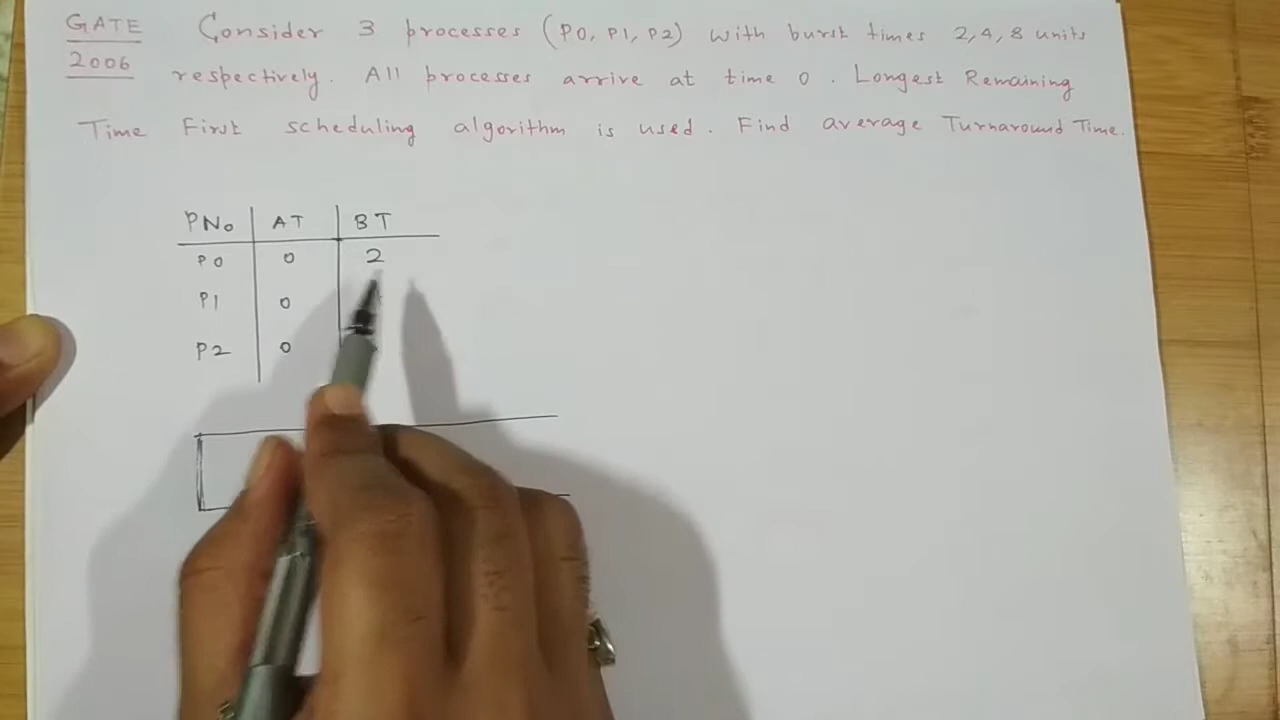 GATE 2006
Consider 3 processes (P0, P1, P2) with burst times 2,4,8 units
respectively. All processes arrive at time 0. Longest Remaining
Time First scheduling algorithm is used. Find average Turnaround Time.
PNo AT BT
P0 0 2
P1 0
P2 0